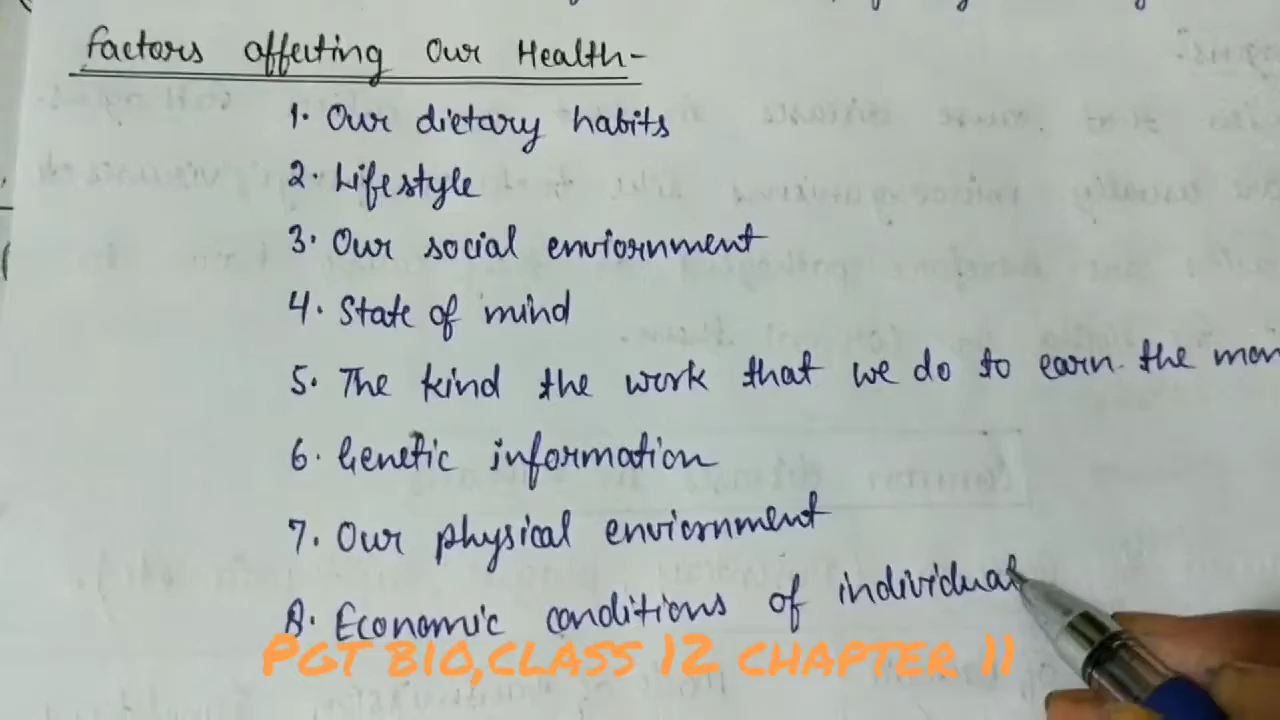 Factors affecting Our Health-
1. Our dietary habits
2. Lifestyle
3. Our social enviornment
4. State of mind
5. The kind the work that we do to earn. the mon
6. Genetic information
7. Our physical enviornment
8. Economic conditions of individual
Pgt bio,class 12 chapter 11